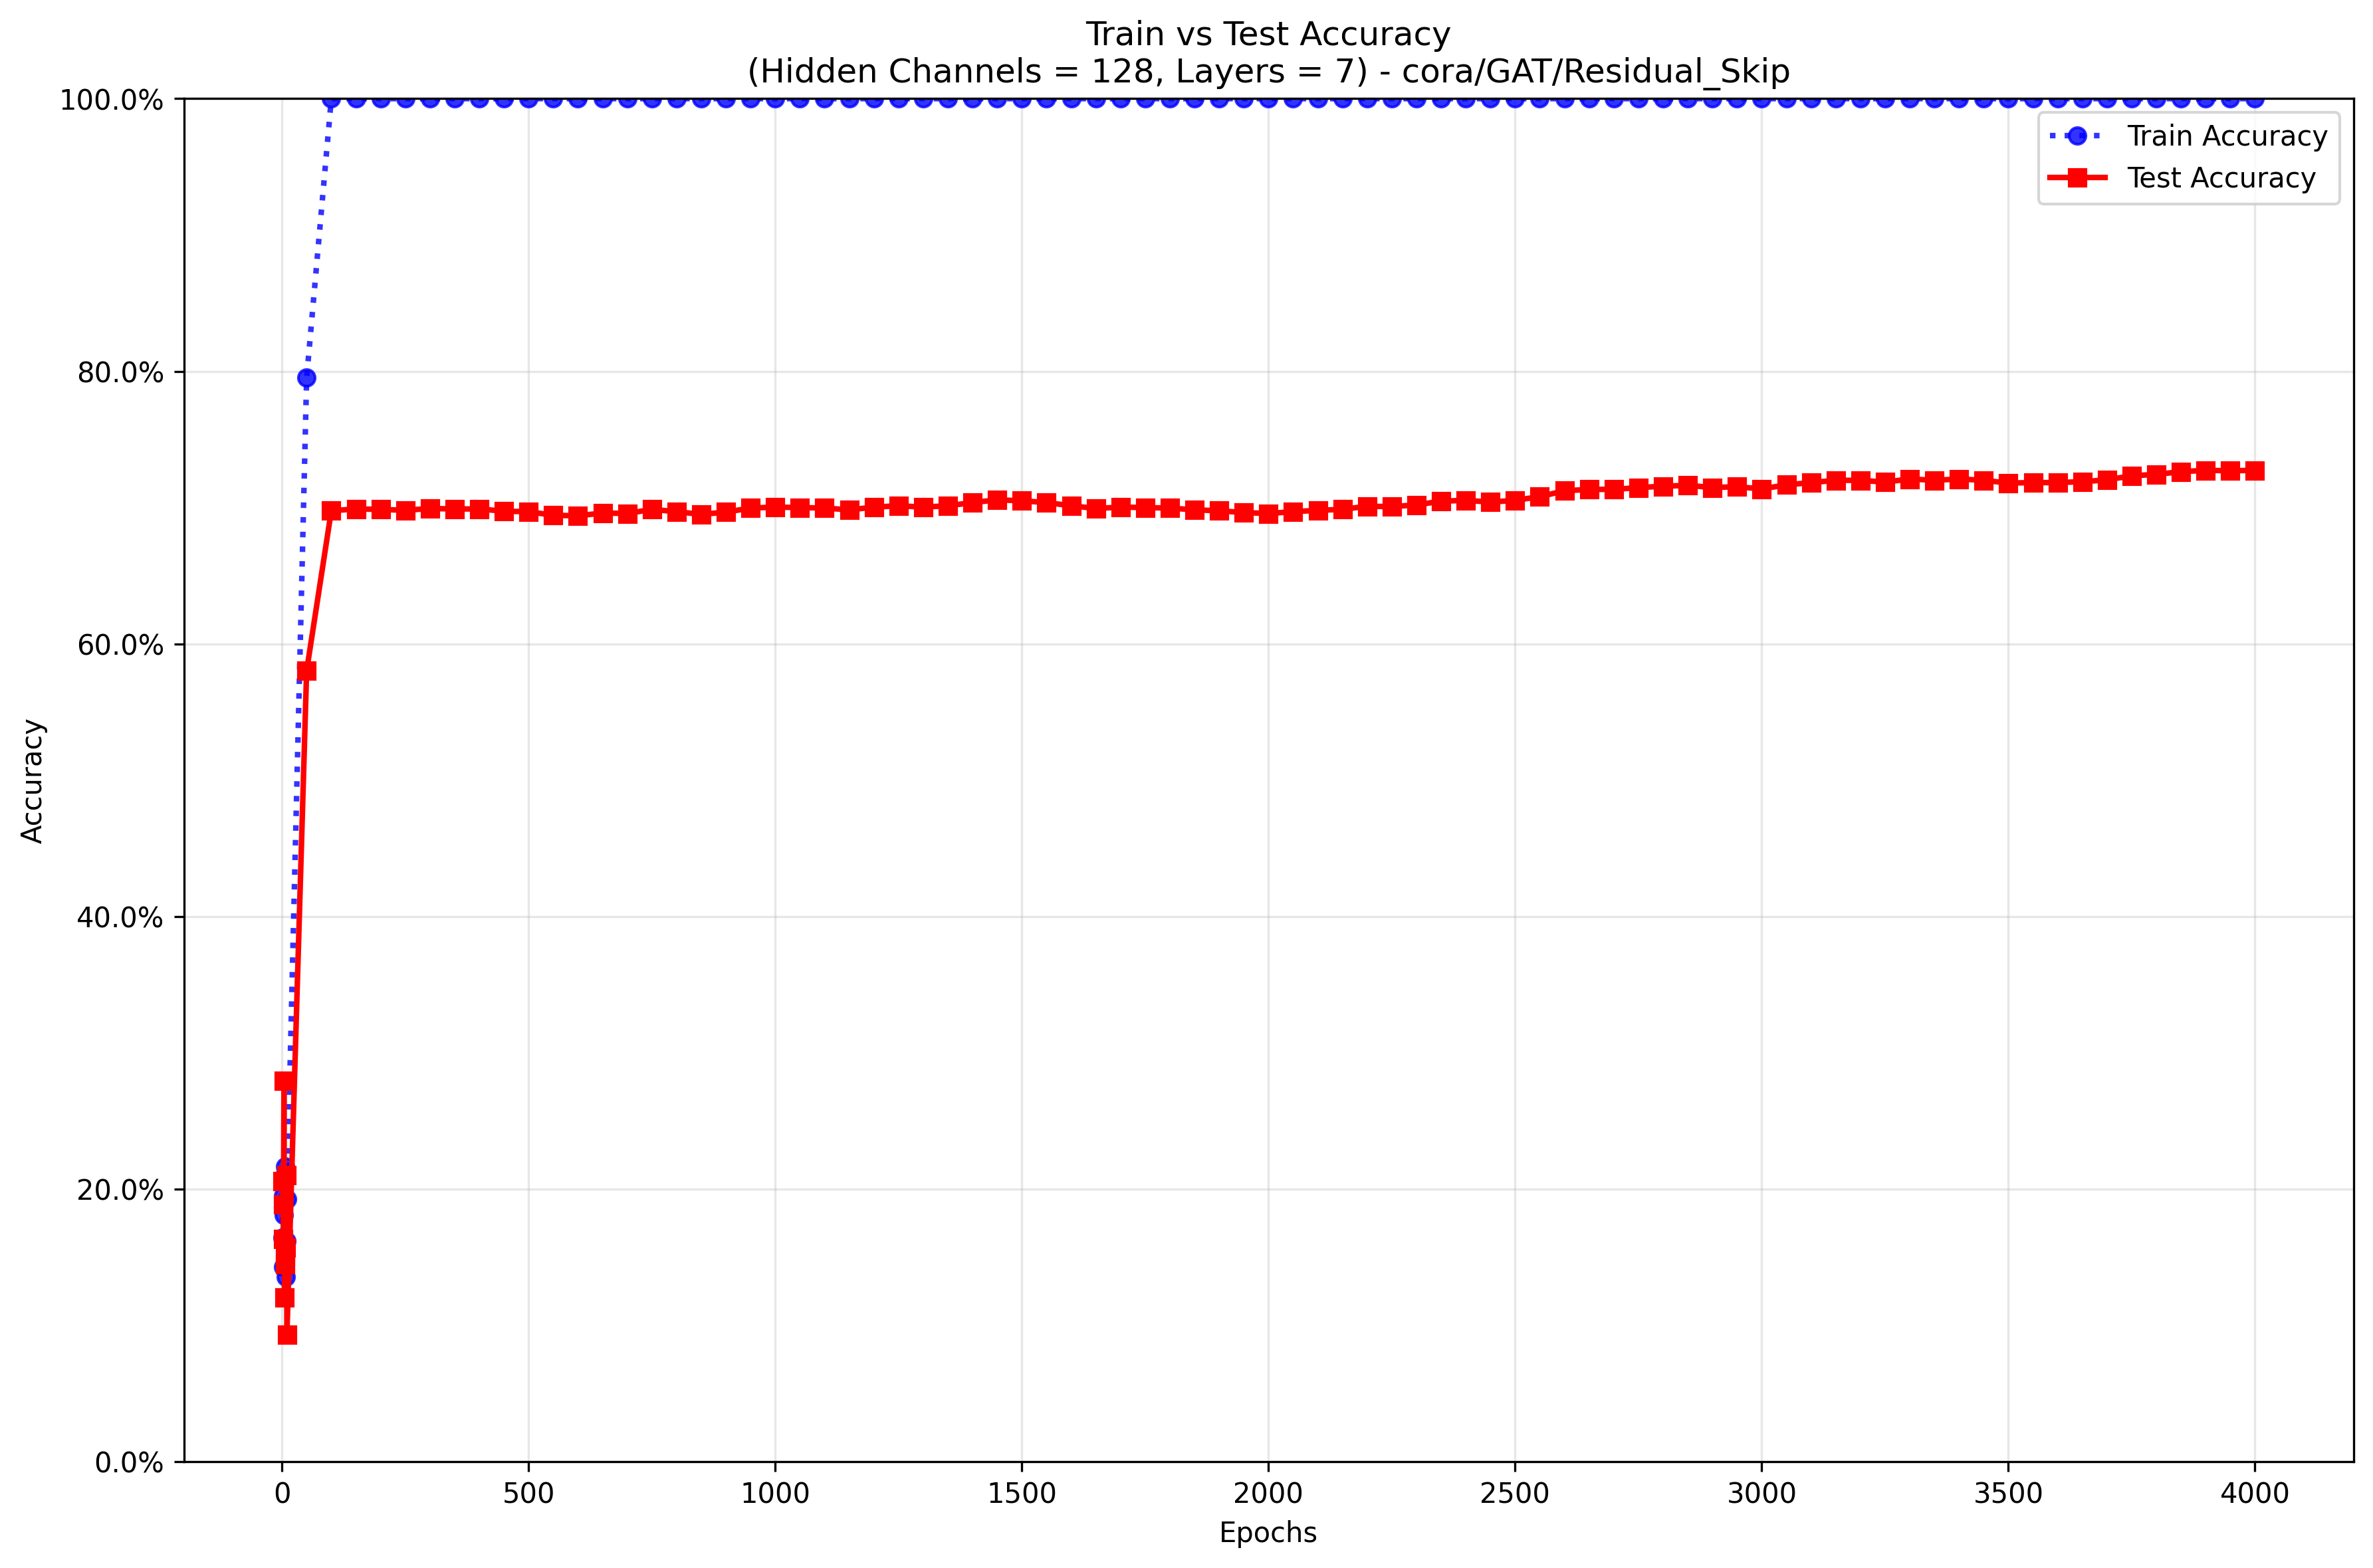 Train vs Test Accuracy
(Hidden Channels = 128, Layers = 7) - cora/GAT/Residual_Skip
100.0%
80.0%
60.0%
40.0%
20.0%
0.0%
Accuracy
Train Accuracy
Test Accuracy
0 500 1000 1500 2000 2500 3000 3500 4000
Epochs